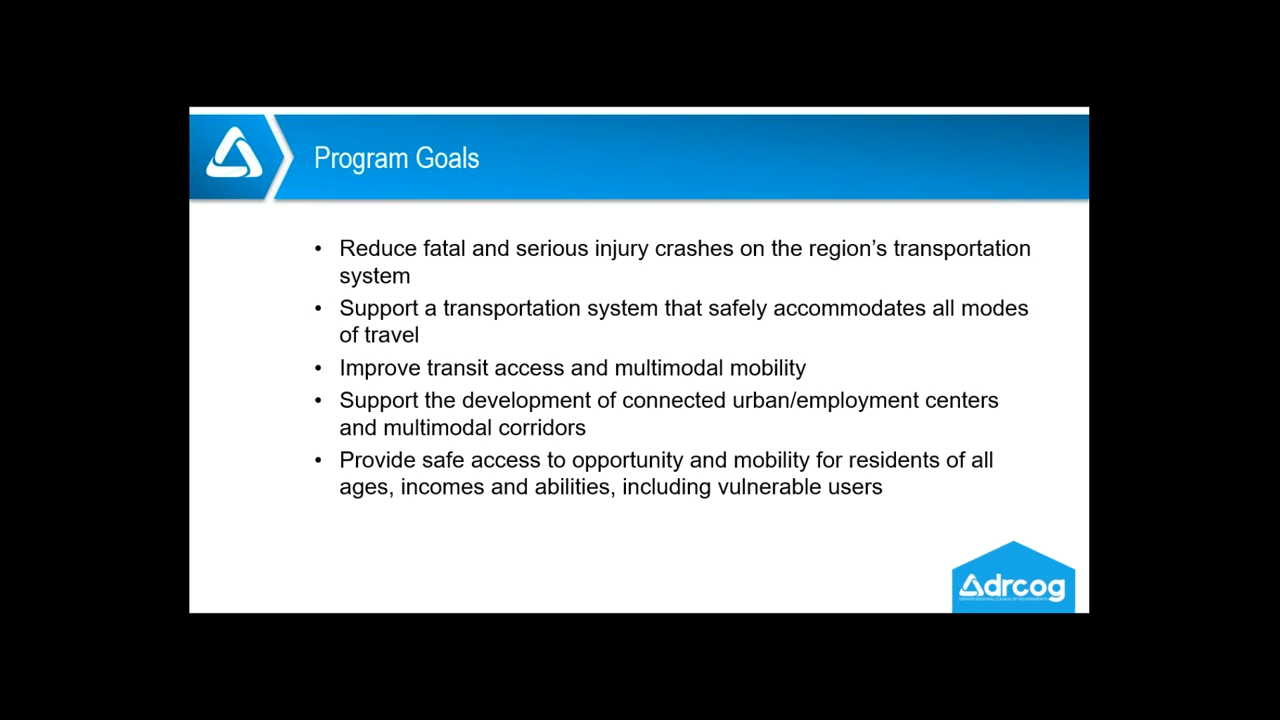 Program Goals
• Reduce fatal and serious injury crashes on the region’s transportation
system
• Support a transportation system that safely accommodates all modes
of travel
• Improve transit access and multimodal mobility
• Support the development of connected urban/employment centers
and multimodal corridors
• Provide safe access to opportunity and mobility for residents of all
ages, incomes and abilities, including vulnerable users
drcog